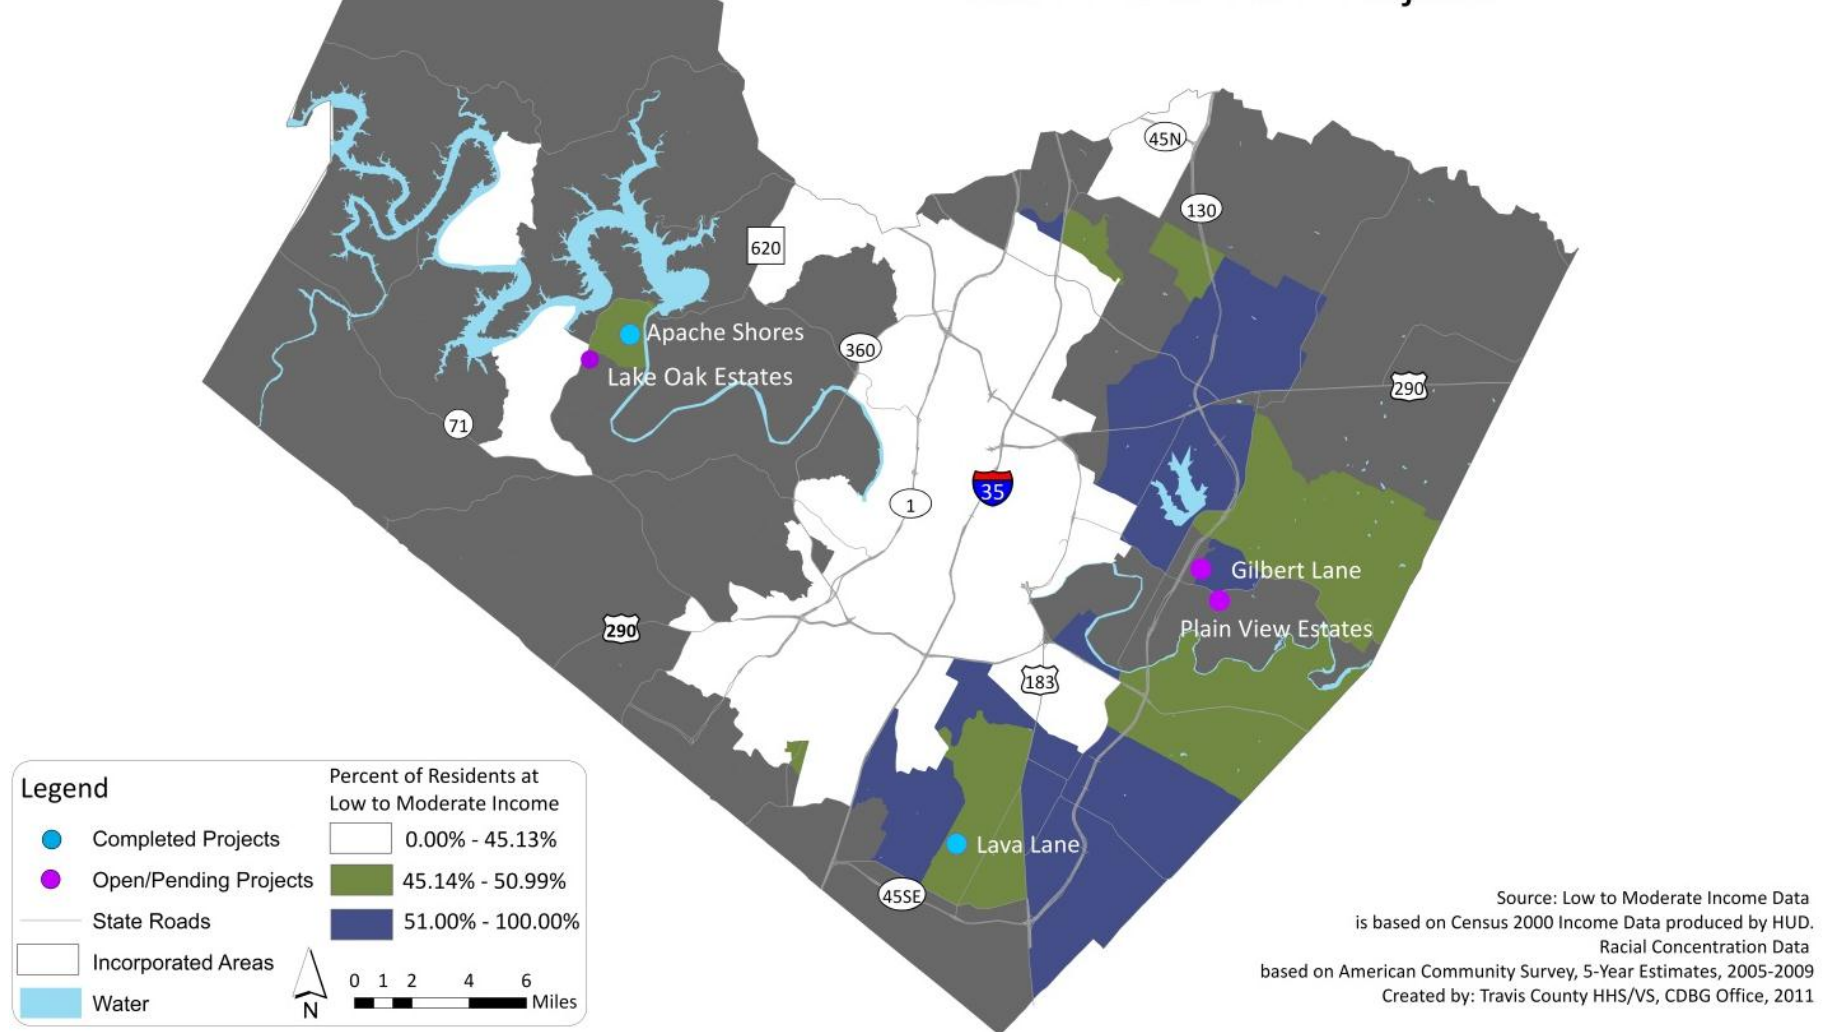 45N
130
620
Apache Shores
360
Lake Oak Estates
290
71
35
1
Gilbert Lane
290
Plain View Estates
183
Lava Lane
45SE
Legend
Completed Projects
Open/Pending Projects
State Roads
Incorporated Areas
Water
Percent of Residents at
Low to Moderate Income
0.00% - 45.13%
45.14% - 50.99%
51.00% - 100.00%
N
0 1 2 4 6
Miles
Source: Low to Moderate Income Data
is based on Census 2000 Income Data produced by HUD.
Racial Concentration Data
based on American Community Survey, 5-Year Estimates, 2005-2009
Created by: Travis County HHS/VS, CDBG Office, 2011